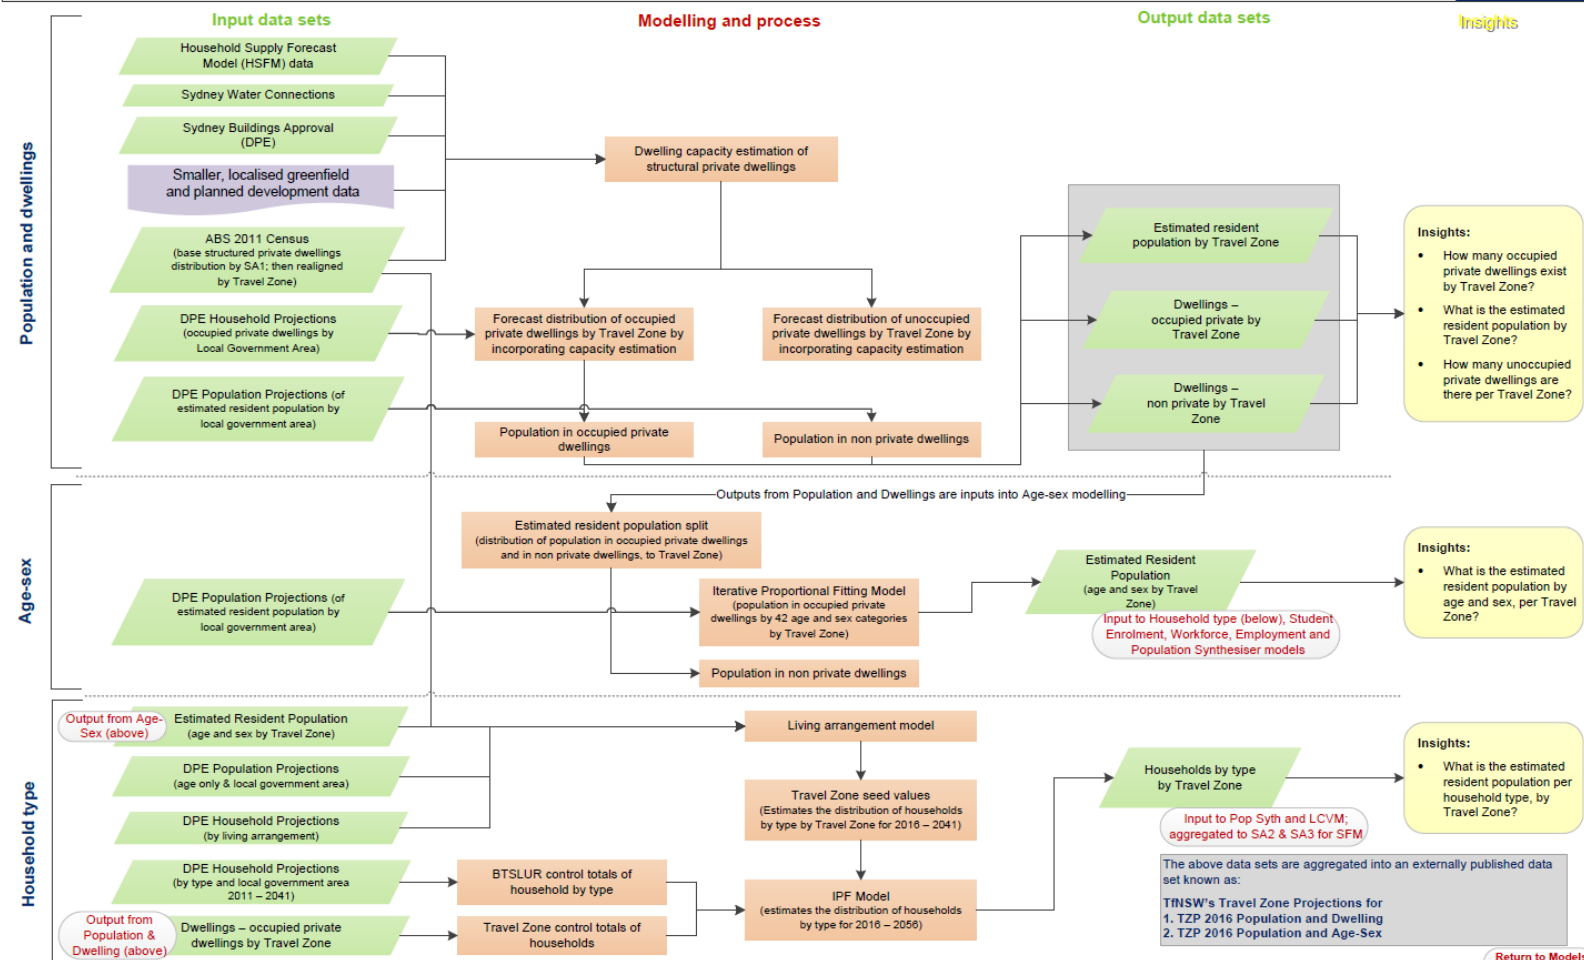 Input data sets
Modelling and process
Output data sets
Insights
Population and dwellings
Household Supply Forecast
Model (HSFM) data
Sydney Water Connections
Sydney Buildings Approval
(DPE)
Smaller, localised greenfield
and planned development data
ABS 2011 Census
(base structured private dwellings
distribution by SA1; then realigned
by Travel Zone)
DPE Household Projections
(occupied private dwellings by
Local Government Area)
DPE Population Projections (of
estimated resident population by
local government area)
Dwelling capacity estimation of
structural private dwellings
Forecast distribution of occupied
private dwellings by Travel Zone by
incorporating capacity estimation
Forecast distribution of unoccupied
private dwellings by Travel Zone by
incorporating capacity estimation
Population in occupied private
dwellings
Population in non private dwellings
Estimated resident
population by Travel Zone
Dwellings –
occupied private by
Travel Zone
Dwellings –
non private by Travel
Zone
Insights:
• How many occupied
private dwellings exist
by Travel Zone?
• What is the estimated
resident population by
Travel Zone?
• How many unoccupied
private dwellings are
there per Travel Zone?
Age-sex
Outputs from Population and Dwellings are inputs into Age-sex modelling
Estimated resident population split
(distribution of population in occupied private dwellings
and in non private dwellings, to Travel Zone)
DPE Population Projections (of
estimated resident population by
local government area)
Iterative Proportional Fitting Model
(population in occupied private
dwellings by 42 age and sex categories
by Travel Zone)
Population in non private dwellings
Estimated Resident
Population
(age and sex by Travel
Zone)
Input to Household type (below), Student
Enrolment, Workforce, Employment and
Population Synthesiser models
Insights:
• What is the estimated
resident population by
age and sex, per Travel
Zone?
Household type
Output from Age-
Sex (above)
Estimated Resident Population
(age and sex by Travel Zone)
DPE Population Projections
(age only & local government area)
DPE Household Projections
(by living arrangement)
DPE Household Projections
(by type and local government area
2011 – 2041)
Output from
Population &
Dwelling (above)
Dwellings – occupied private
dwellings by Travel Zone
BTSLUR control totals of
household by type
Travel Zone control totals of
households
Living arrangement model
Travel Zone seed values
(Estimates the distribution of households
by type by Travel Zone for 2016 – 2041)
IPF Model
(estimates the distribution of households
by type for 2016 – 2056)
Households by type
by Travel Zone
Input to Pop Syth and LCVM;
aggregated to SA2 & SA3 for SFM
Insights:
• What is the estimated
resident population per
household type, by
Travel Zone?
The above data sets are aggregated into an externally published data
set known as:
TfNSW's Travel Zone Projections for
1. TZP 2016 Population and Dwelling
2. TZP 2016 Population and Age-Sex
Return to Models